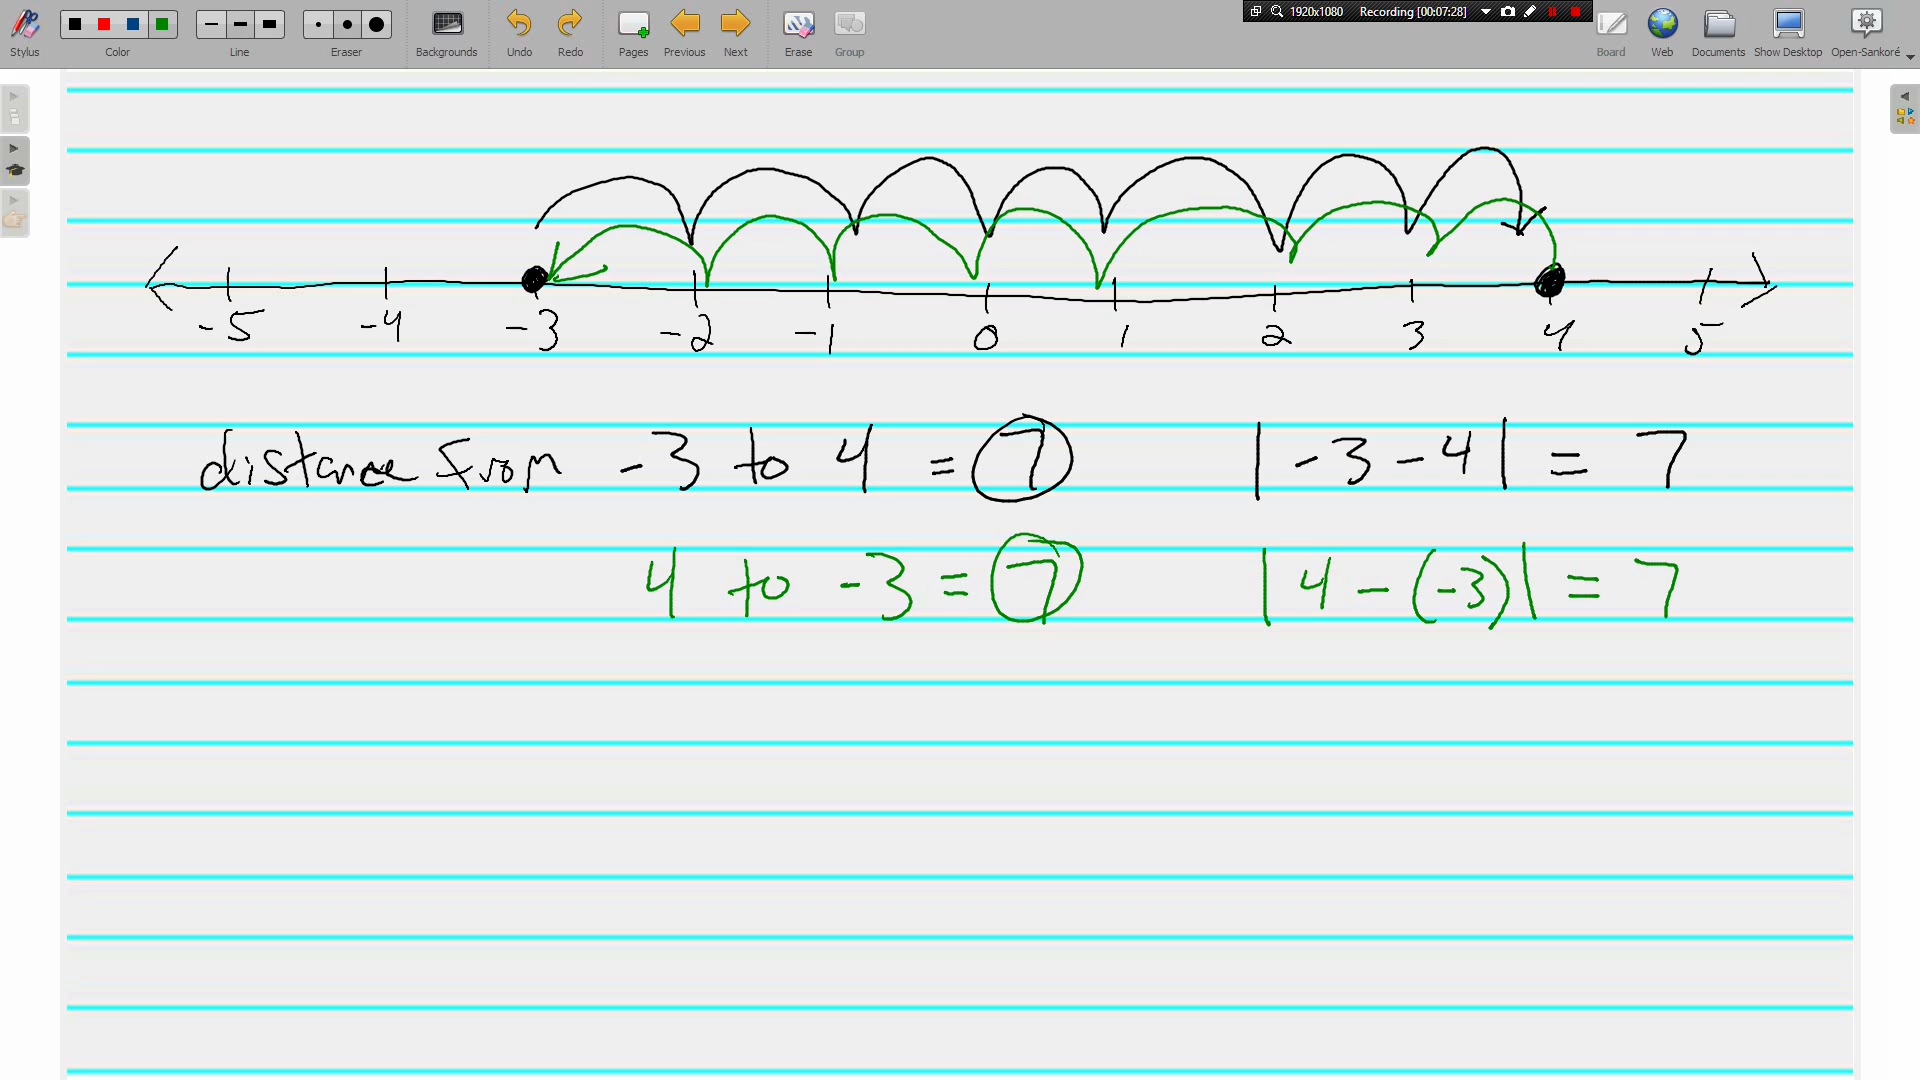 1920x1080 Recording [00:07:28]
Stylus Color Line Eraser Backgrounds Undo Redo Pages Previous Next Erase Group Board Web Documents Show Desktop Open-Sankoré
-5 -4 -3 -2 -1 0 1 2 3 4 5
distance from -3 to 4 = 7 |-3-4| = 7
4 to -3 = 7 |4-(-3)| = 7